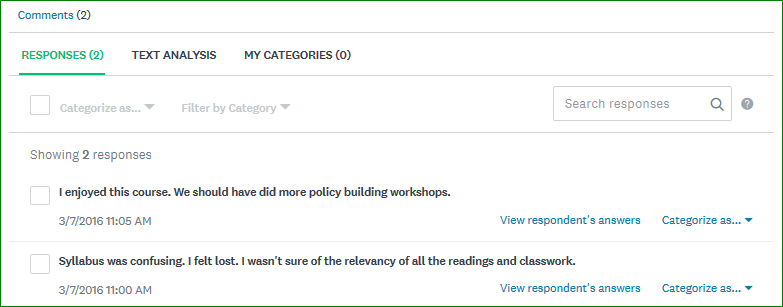 Comments (2)
RESPONSES (2) TEXT ANALYSIS MY CATEGORIES (0)
Categorize as... Filter by Category Search responses ?
Showing 2 responses
I enjoyed this course. We should have did more policy building workshops.
3/7/2016 11:05 AM View respondent's answers Categorize as...
Syllabus was confusing. I felt lost. I wasn't sure of the relevancy of all the readings and classwork.
3/7/2016 11:00 AM View respondent's answers Categorize as...